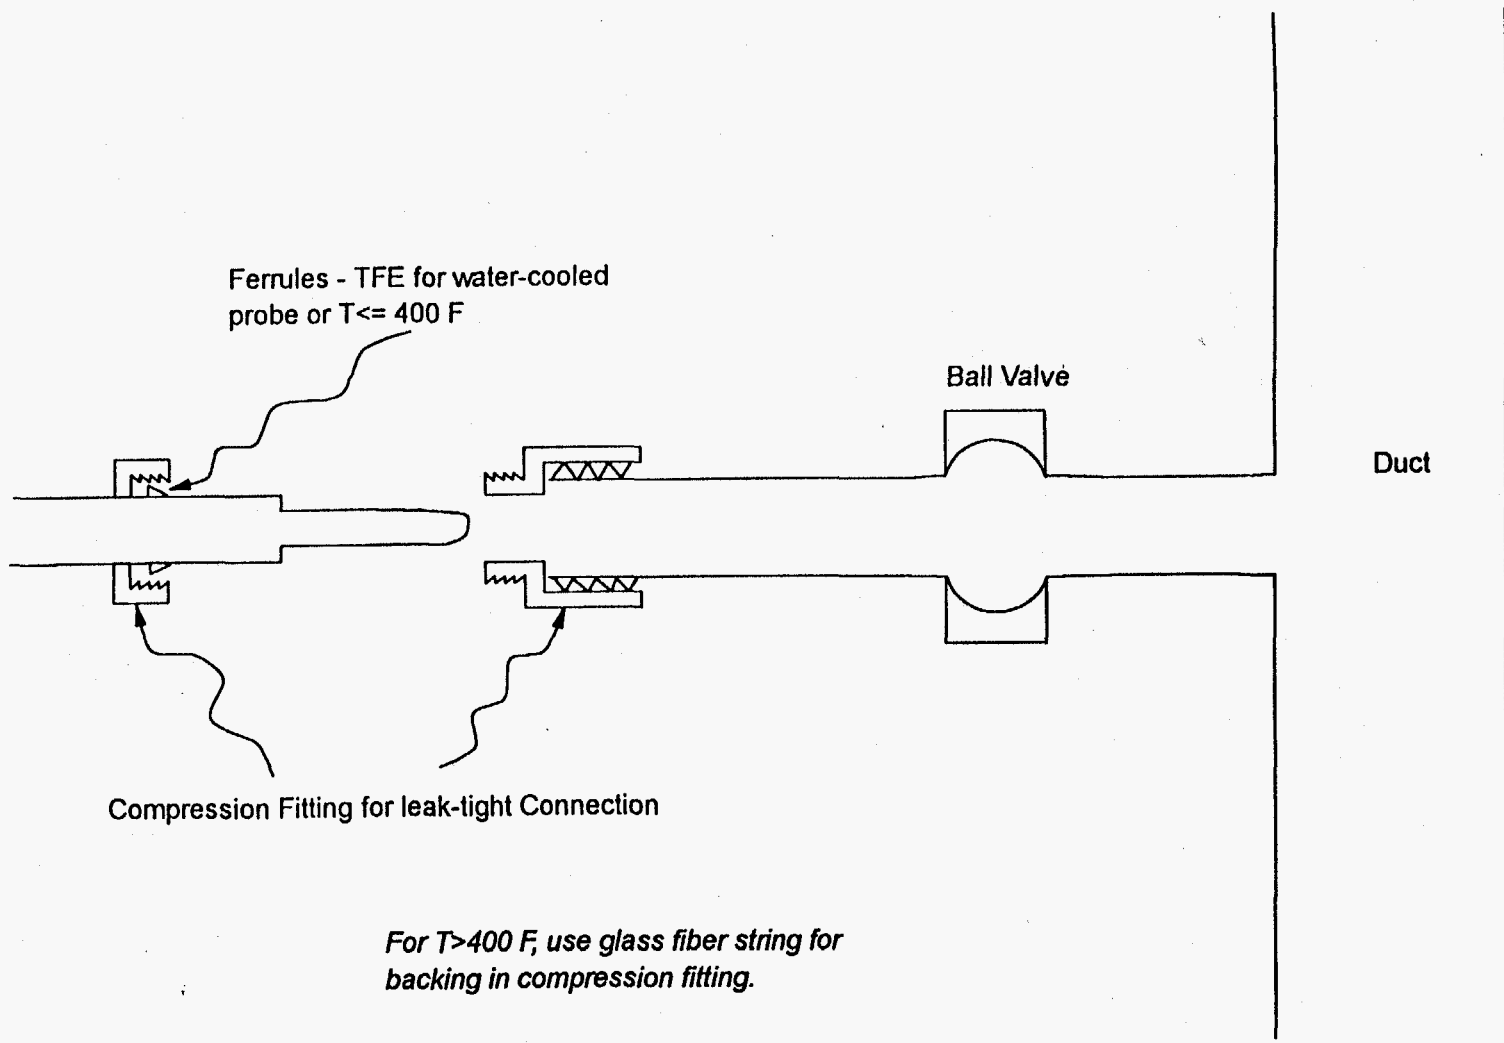 Ferrules - TFE for water-cooled
probe or T<= 400 F
Ball Valve
Duct
Compression Fitting for leak-tight Connection
For T>400 F, use glass fiber string for
backing in compression fitting.